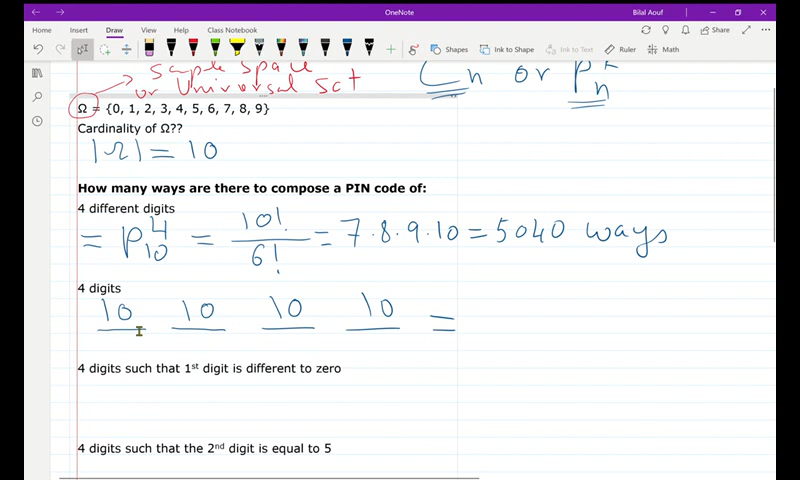 OneNote
Bilal Aouf
Home Insert Draw View Help Class Notebook
Share
Shapes Ink to Shape Ink to Text Ruler Math
Sample Space
or Universal Set
Cn or Pn
Ω = {0, 1, 2, 3, 4, 5, 6, 7, 8, 9}
Cardinality of Ω??
|Ω| = 10
How many ways are there to compose a PIN code of:
4 different digits
= P⁴₁₀ = 10!/6! = 7.8.9.10 = 5040 ways
4 digits
10 10 10 10 =
4 digits such that 1st digit is different to zero
4 digits such that the 2nd digit is equal to 5